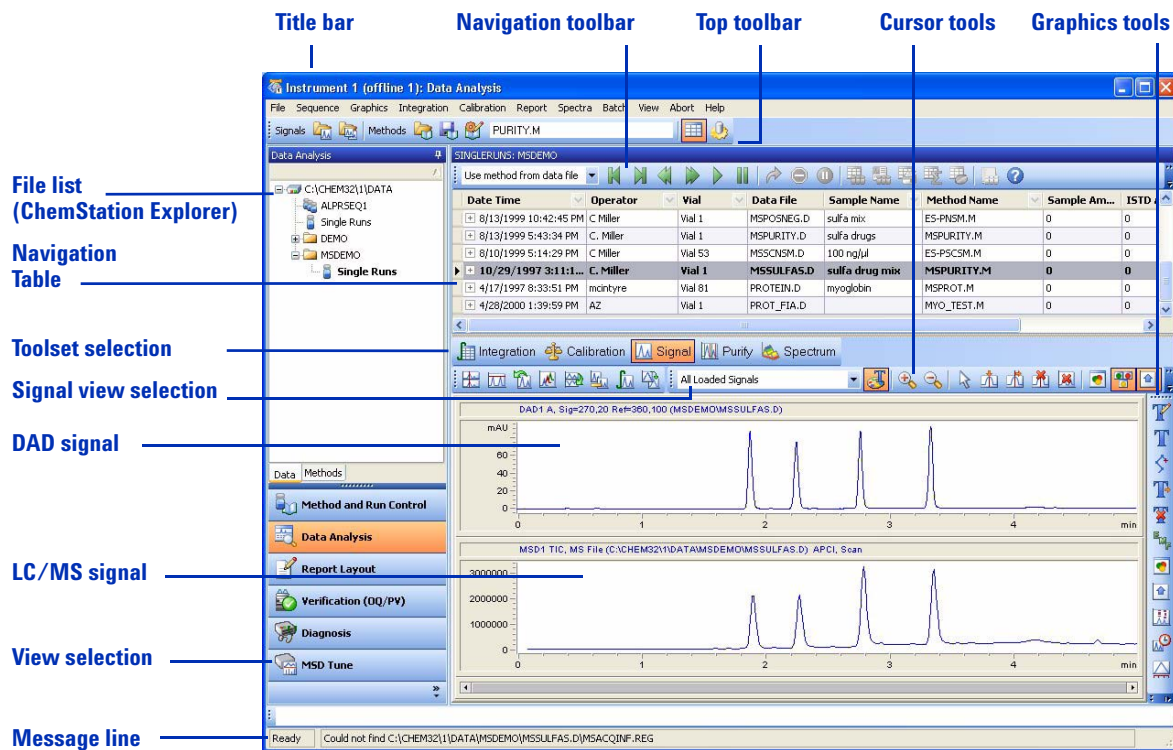 Title bar
Navigation toolbar
Top toolbar
Cursor tools
Graphics tools
Instrument 1 (offline 1): Data Analysis
File Sequence Graphics Integration Calibration Report Spectra Batch View Abort Help
Signals Methods PURITY.M
Data Analysis
SINGLERUNS: MSDEMO
Use method from data file
File list
(ChemStation Explorer)
C:\CHEM32\1\DATA
ALPRSEQ1
Single Runs
DEMO
MSDEMO
Single Runs
Date Time Operator Vial Data File Sample Name Method Name Sample Am... ISTD
8/13/1999 10:42:45 PM C Miller Vial 1 MSPOSNEG.D sulfa mix ES-PNSM.M 0 0
8/13/1999 5:43:34 PM C. Miller Vial 1 MSPURITY.D sulfa drugs MSPURITY.M 0 0
8/10/1999 5:14:29 PM C Miller Vial 53 MSSCNSM.D 100 ng/µl ES-PSCSM.M 0 0
10/29/1997 3:11:1... C. Miller Vial 1 MSSULFAS.D sulfa drug mix MSPURITY.M 0 0
4/17/1997 8:33:51 PM mcintyre Vial 81 PROTEIN.D myoglobin MSPROT.M 0 0
4/28/2000 1:39:59 PM AZ Vial 1 PROT_FIA.D MYO_TEST.M 0 0
Navigation
Table
Toolset selection
Integration Calibration Signal Purify Spectrum
Signal view selection
All Loaded Signals
DAD signal
DAD1 A, Sig=270,20 Ref=360,100 (MSDEMO\MSSULFAS.D)
mAU
60
40
20
0
0 1 2 3 4 min
Data Methods
Method and Run Control
Data Analysis
Report Layout
Verification (OQ/PV)
Diagnosis
MSD Tune
LC/MS signal
MSD1 TIC, MS File (C:\CHEM32\1\DATA\MSDEMO\MSSULFAS.D) APCI, Scan
3000000
2000000
1000000
0
0 1 2 3 4 min
View selection
Message line
Ready Could not find C:\CHEM32\1\DATA\MSDEMO\MSSULFAS.D\MSACQINF.REG